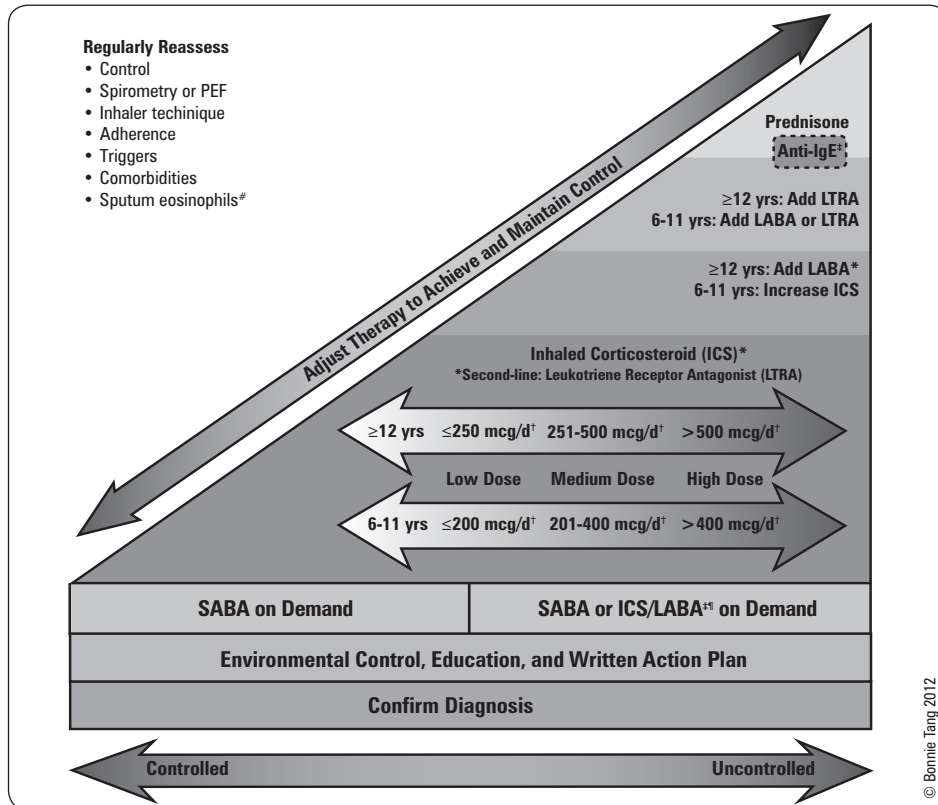 Regularly Reassess
• Control
• Spirometry or PEF
• Inhaler techinique
• Adherence
• Triggers
• Comorbidities
• Sputum eosinophils#
Adjust Therapy to Achieve and Maintain Control
Prednisone
Anti-IgE‡
≥12 yrs: Add LTRA
6-11 yrs: Add LABA or LTRA
≥12 yrs: Add LABA*
6-11 yrs: Increase ICS
Inhaled Corticosteroid (ICS)*
*Second-line: Leukotriene Receptor Antagonist (LTRA)
≥12 yrs ≤250 mcg/d† 251-500 mcg/d† >500 mcg/d†
Low Dose Medium Dose High Dose
6-11 yrs ≤200 mcg/d† 201-400 mcg/d† >400 mcg/d†
SABA on Demand SABA or ICS/LABA‡¶ on Demand
Environmental Control, Education, and Written Action Plan
Confirm Diagnosis
Controlled Uncontrolled
© Bonnie Tang 2012